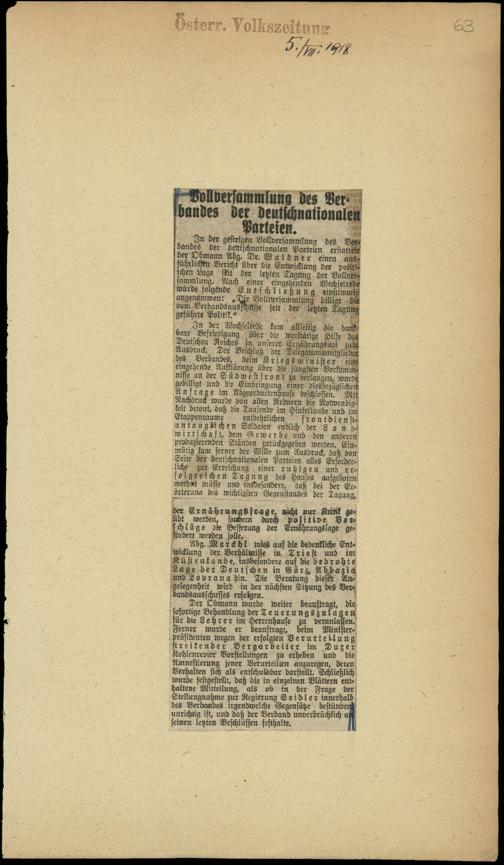 Österr. Volkszeitung
63
5./VII. 1918
Vollversammlung des Ver-
bandes der deutschnationalen
Parteien.
In der gestrigen Vollversammlung des Ver-
bandes der deutschnationalen Parteien erstattete
der Obmann Abg. Dr. Waldner einen aus-
führlichen Bericht über die Entwicklung der politi-
schen Lage seit der letzten Tagung der Vollver-
sammlung. Nach einer eingehenden Wechselrede
wurde folgende Entschließung einstimmig
angenommen: „Die Vollversammlung billigt die
vom Verbandsausschusse seit der letzten Tagung
geführte Politik.“
In der Wechselrede kam allseitig die dank-
bare Befriedigung über die werktätige Hilfe des
Deutschen Reiches in unserer Ernährungsnot zum
Ausdruck. Der Beschluß der Delegationsmitglieder
des Verbandes, beim Kriegsminister eine
eingehende Aufklärung über die jüngsten Vorkomm-
nisse an der Südwestfront zu verlangen, wurde
gebilligt und die Einbringung einer diesbezüglichen
Anfrage im Abgeordnetenhause beschlossen. Mit
Nachdruck wurde von allen Rednern die Notwendig-
keit betont, daß die Tausende im Hinterlande und im
Etappenraume entbehrlichen frontdienst-
untauglichen Soldaten endlich der Land-
wirtschaft, dem Gewerbe und den anderen
produzierenden Ständen zurückgegeben werden. Ein-
mütig kam ferner der Wille zum Ausdruck, daß von
Seite der deutschnationalen Parteien alles Erforder-
liche zur Erreichung einer ruhigen und er-
folgreichen Tagung des Hauses aufgeboten
werden müsse und insbesondere, daß bei der Er-
örterung des wichtigsten Gegenstandes der Tagung,
der Ernährungsfrage, nicht nur Kritik ge-
übt werden, sondern durch positive Vor-
schläge die Besserung der Ernährungslage ge-
fördert werden solle.
Abg. Marckhl wies auf die bedenkliche Ent-
wicklung der Verhältnisse in Triest und im
Küstenlande, insbesondere auf die bedrohte
Lage der Deutschen in Görz, Abbazia
und Lovrana hin. Die Beratung dieser An-
gelegenheit wird in der nächsten Sitzung des Ver-
bandsausschusses erfolgen.
Der Obmann wurde weiter beauftragt, die
sofortige Behandlung der Teuerungszulagen
für die Lehrer im Herrenhause zu veranlassen.
Ferner wurde er beauftragt, beim Minister-
präsidenten wegen der erfolgten Verurteilung
streikender Bergarbeiter im Duxer
Kohlenrevier Vorstellungen zu erheben und die
Amnestierung jener Verurteilten anzuregen, deren
Verhalten sich als entschuldbar darstellt. Schließlich
wurde festgestellt, daß die in einzelnen Blättern ent-
haltene Mitteilung, als ob in der Frage der
Stellungnahme zur Regierung Seidler innerhalb
des Verbandes irgendwelche Gegensätze bestünden,
unrichtig ist, und daß der Verband unverbrüchlich an
seinen letzten Beschlüssen festhalte.